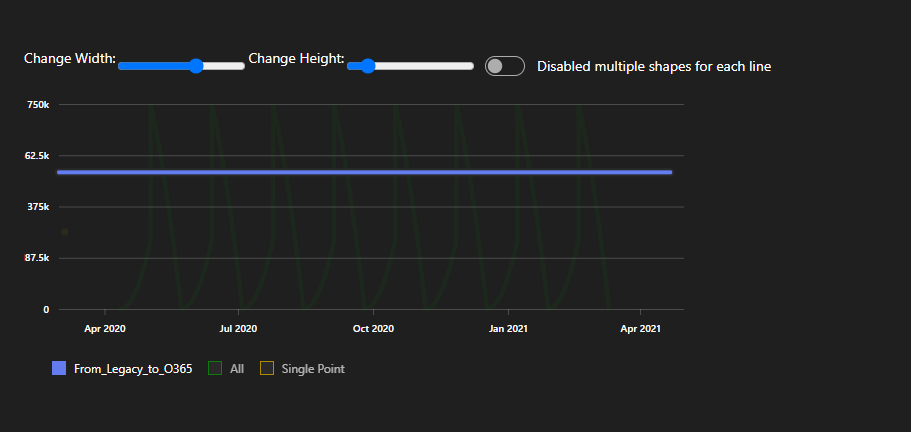 Change Width: Change Height: Disabled multiple shapes for each line
750k
62.5k
375k
87.5k
0
Apr 2020 Jul 2020 Oct 2020 Jan 2021 Apr 2021
From_Legacy_to_O365 All Single Point